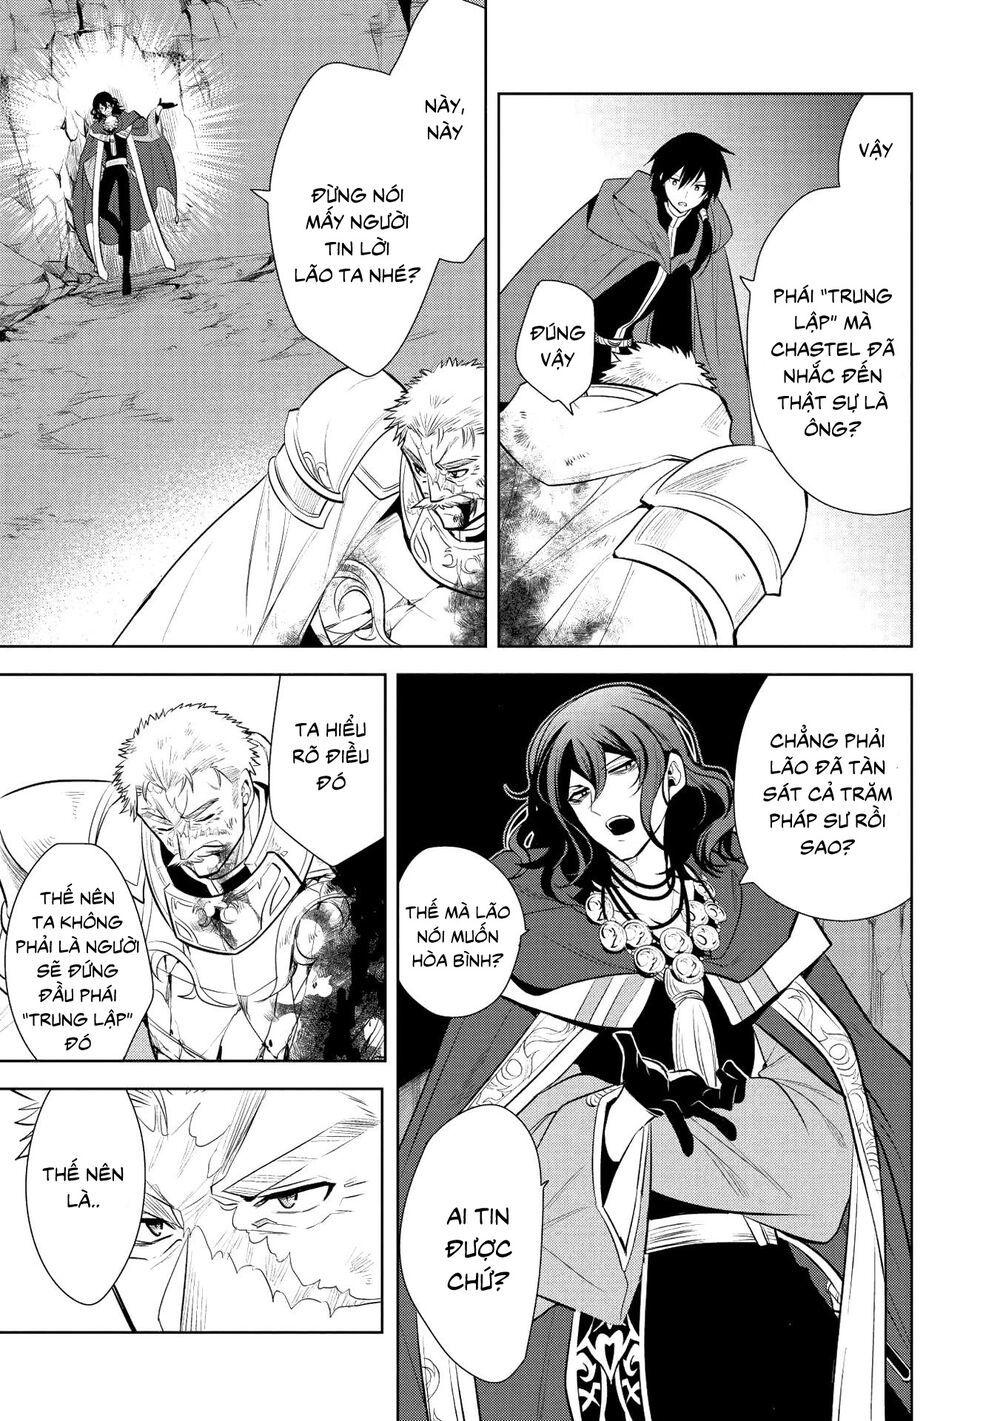 VẬY
PHÁI "TRUNG
LẬP" MÀ
CHASTEL ĐÃ
NHẮC ĐẾN
THẬT SỰ LÀ
ÔNG?
ĐÚNG
VẬY
NÀY,
NÀY
ĐỪNG NÓI
MẤY NGƯỜI
TIN LỜI
LÃO TA NHÉ?
CHẲNG PHẢI
LÃO ĐÃ TÀN
SÁT CẢ TRĂM
PHÁP SƯ RỒI
SAO?
THẾ MÀ LÃO
NÓI MUỐN
HÒA BÌNH?
AI TIN
ĐƯỢC
CHỨ?
TA HIỂU
RÕ ĐIỀU
ĐÓ
THẾ NÊN
TA KHÔNG
PHẢI LÀ NGƯỜI
SẼ ĐỨNG
ĐẦU PHÁI
"TRUNG LẬP"
ĐÓ
THẾ NÊN
LÀ..